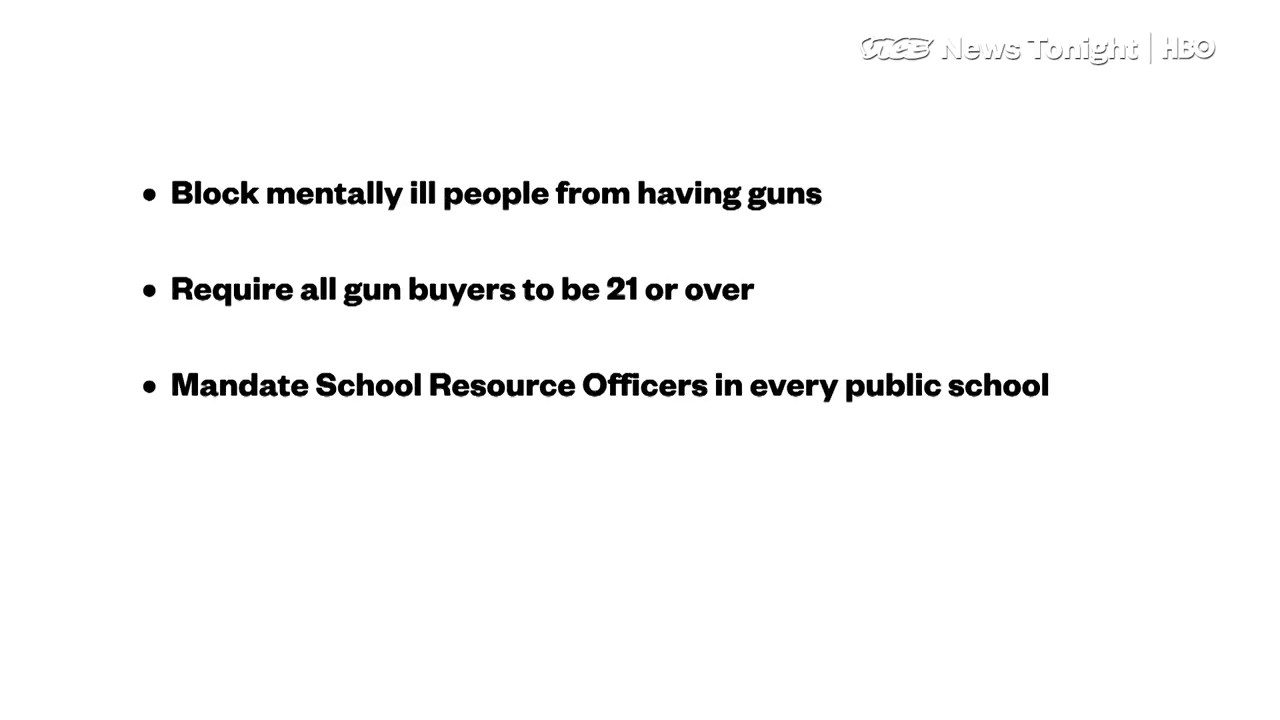 VICE News Tonight | HBO
• Block mentally ill people from having guns
• Require all gun buyers to be 21 or over
• Mandate School Resource Officers in every public school